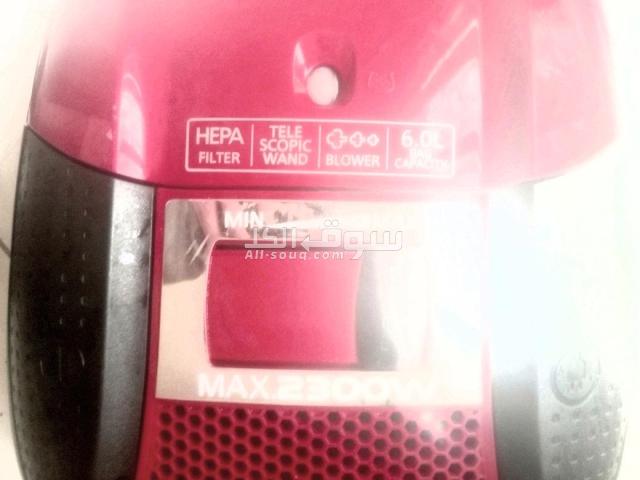 HEPA
FILTER
TELE
SCOPIC
WAND
BLOWER
6.0L
BAG
CAPACITY
MIN
سوق الكل
All-souq.com
MAX.2300W